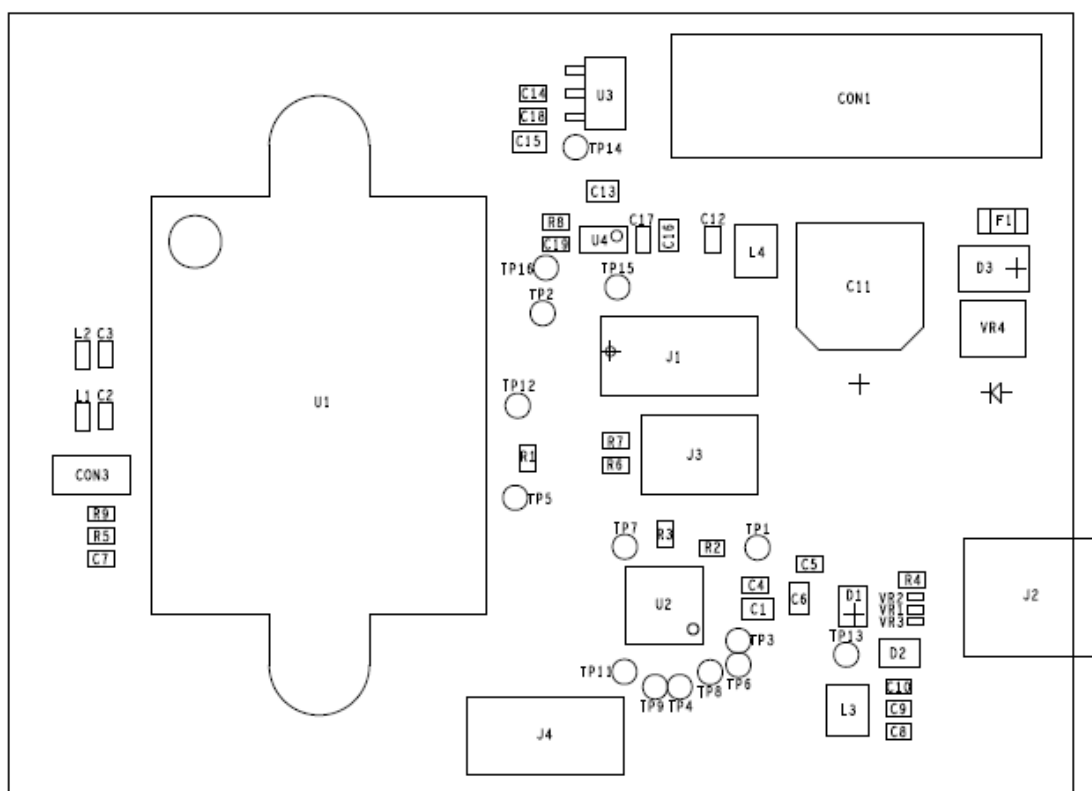 CON1
U3
C14
C18
C15
TP14
C13
R8
C17
C16
C12
F1
U4
C19
L4
D3
TP16
TP15
C11
TP2
VR4
L2 C3
J1
TP12
L1 C2
U1
R7
J3
R1
R6
CON3
TP5
R9
R5
C7
TP7
R3
R2
TP1
C5
R4
C4
C6
D1
VR2
VR1
VR3
J2
U2
C1
TP13
TP3
D2
TP11
TP6
TP8
TP9 TP4
C10
L3
C9
J4
C8